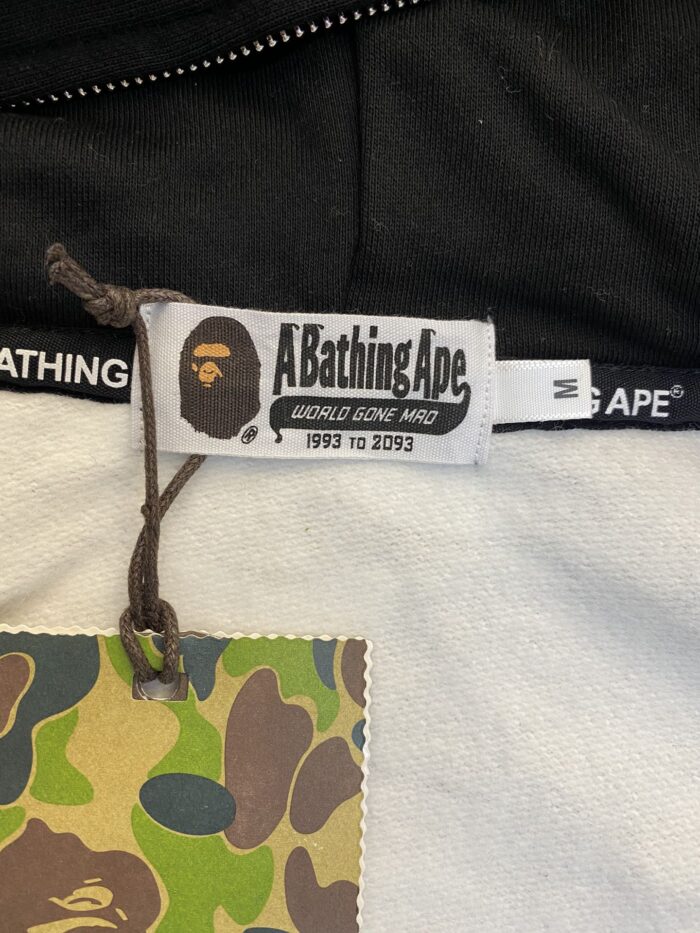 ATHING
A Bathing Ape
WORLD GONE MAD
®
1993 TO 2093
M
G APE®